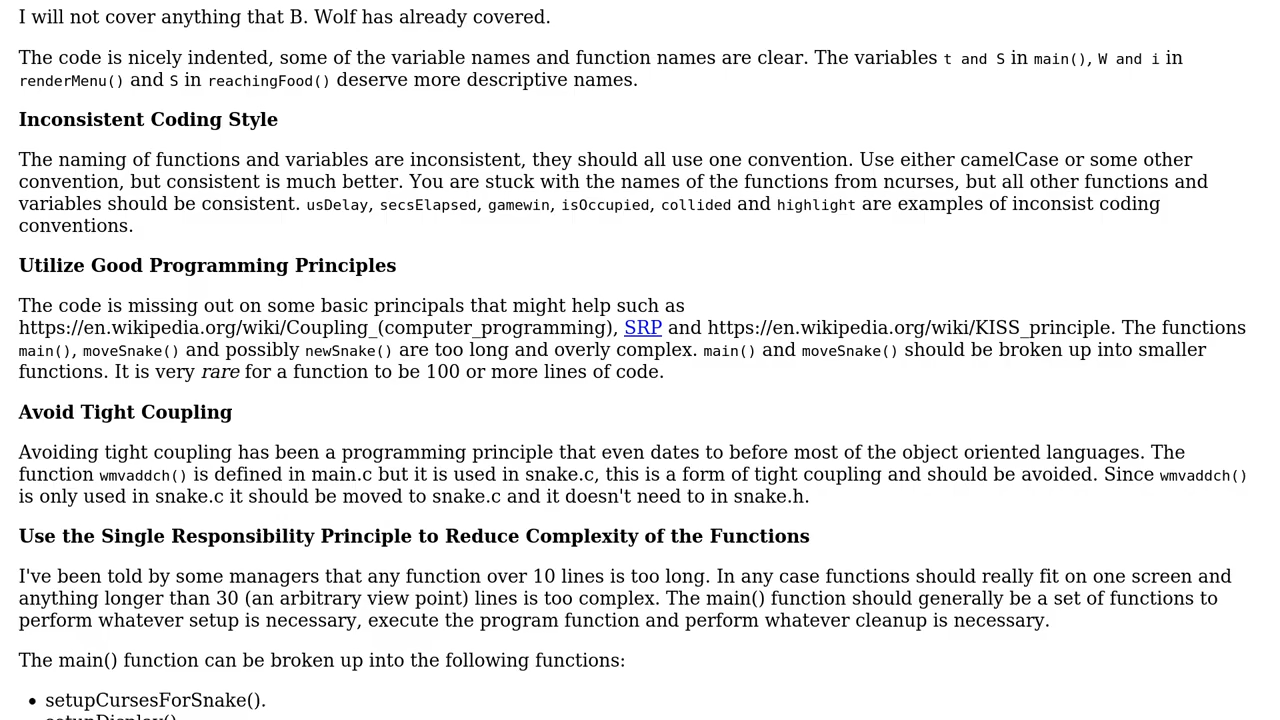 I will not cover anything that B. Wolf has already covered.
The code is nicely indented, some of the variable names and function names are clear. The variables t and S in main(), W and i in
renderMenu() and S in reachingFood() deserve more descriptive names.
Inconsistent Coding Style
The naming of functions and variables are inconsistent, they should all use one convention. Use either camelCase or some other
convention, but consistent is much better. You are stuck with the names of the functions from ncurses, but all other functions and
variables should be consistent. usDelay, secsElapsed, gamewin, isOccupied, collided and highlight are examples of inconsist coding
conventions.
Utilize Good Programming Principles
The code is missing out on some basic principals that might help such as
https://en.wikipedia.org/wiki/Coupling_(computer_programming), SRP and https://en.wikipedia.org/wiki/KISS_principle. The functions
main(), moveSnake() and possibly newSnake() are too long and overly complex. main() and moveSnake() should be broken up into smaller
functions. It is very rare for a function to be 100 or more lines of code.
Avoid Tight Coupling
Avoiding tight coupling has been a programming principle that even dates to before most of the object oriented languages. The
function wmvaddch() is defined in main.c but it is used in snake.c, this is a form of tight coupling and should be avoided. Since wmvaddch()
is only used in snake.c it should be moved to snake.c and it doesn't need to in snake.h.
Use the Single Responsibility Principle to Reduce Complexity of the Functions
I've been told by some managers that any function over 10 lines is too long. In any case functions should really fit on one screen and
anything longer than 30 (an arbitrary view point) lines is too complex. The main() function should generally be a set of functions to
perform whatever setup is necessary, execute the program function and perform whatever cleanup is necessary.
The main() function can be broken up into the following functions:
• setupCursesForSnake().
setupDisplay()